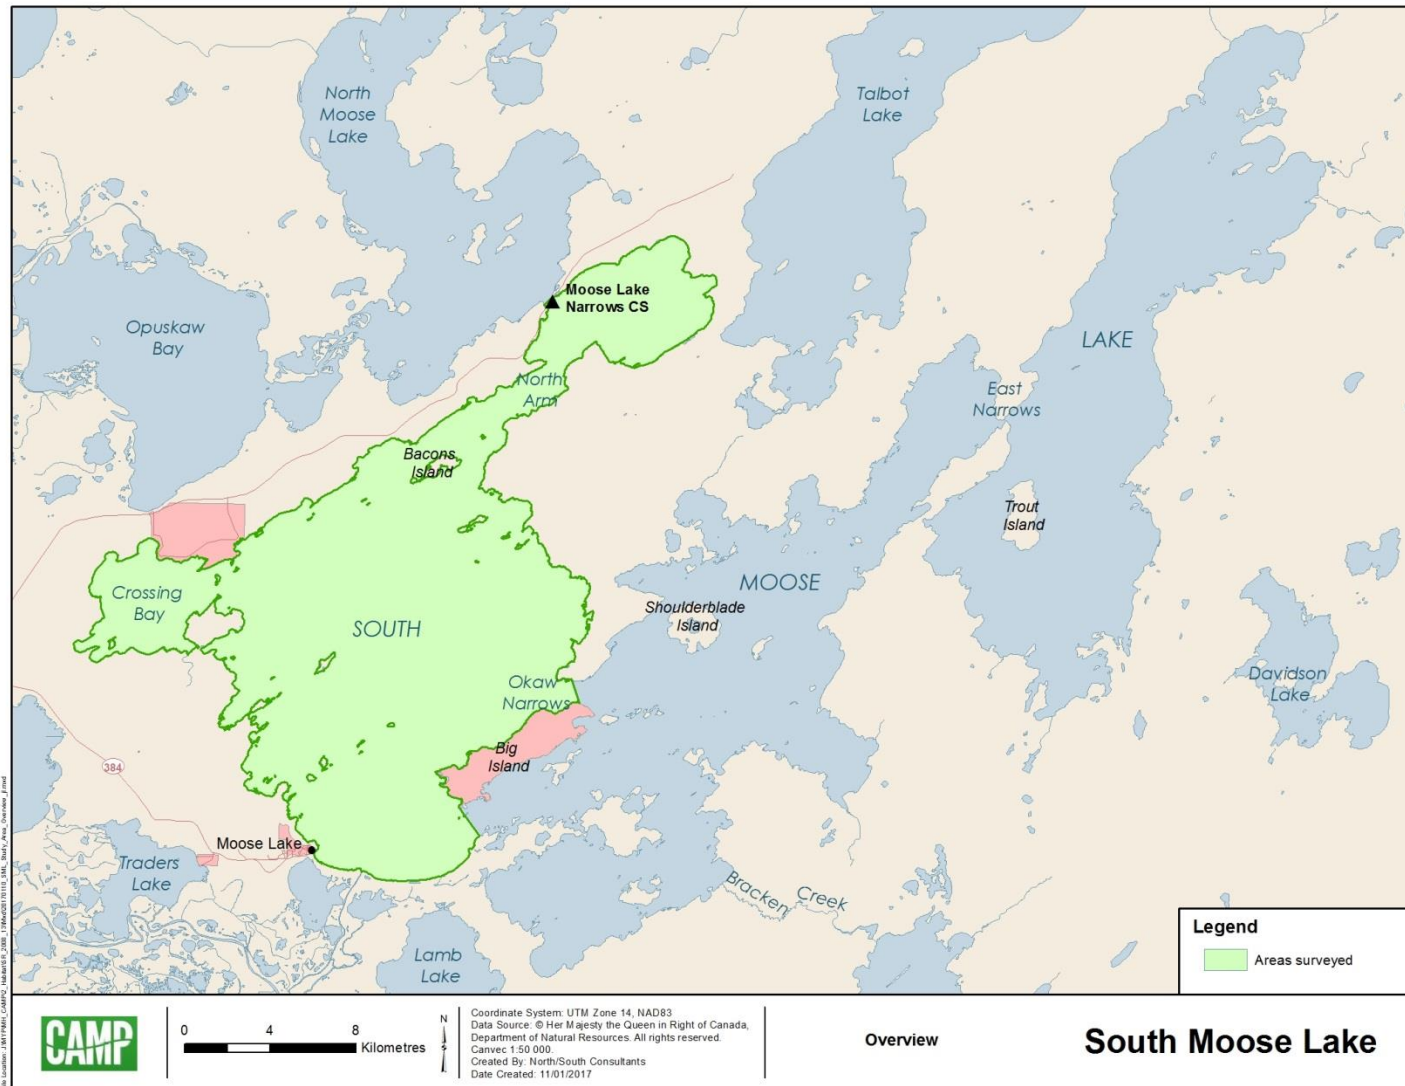 North
Moose
Lake
Talbot
Lake
Moose Lake
Narrows CS
Opuskaw
Bay
LAKE
North
Arm
East
Narrows
Bacons
Island
Trout
Island
MOOSE
Crossing
Bay
Shoulderblade
Island
SOUTH
Okaw
Narrows
Davidson
Lake
Big
Island
384
Moose Lake
Traders
Lake
Bracken Creek
Lamb
Lake
Legend
Areas surveyed
CAMP
0 4 8
Kilometres
N
Coordinate System: UTM Zone 14, NAD83
Data Source: © Her Majesty the Queen in Right of Canada,
Department of Natural Resources. All rights reserved.
Canvec 1:50 000.
Created By: North/South Consultants
Date Created: 11/01/2017
Overview
South Moose Lake